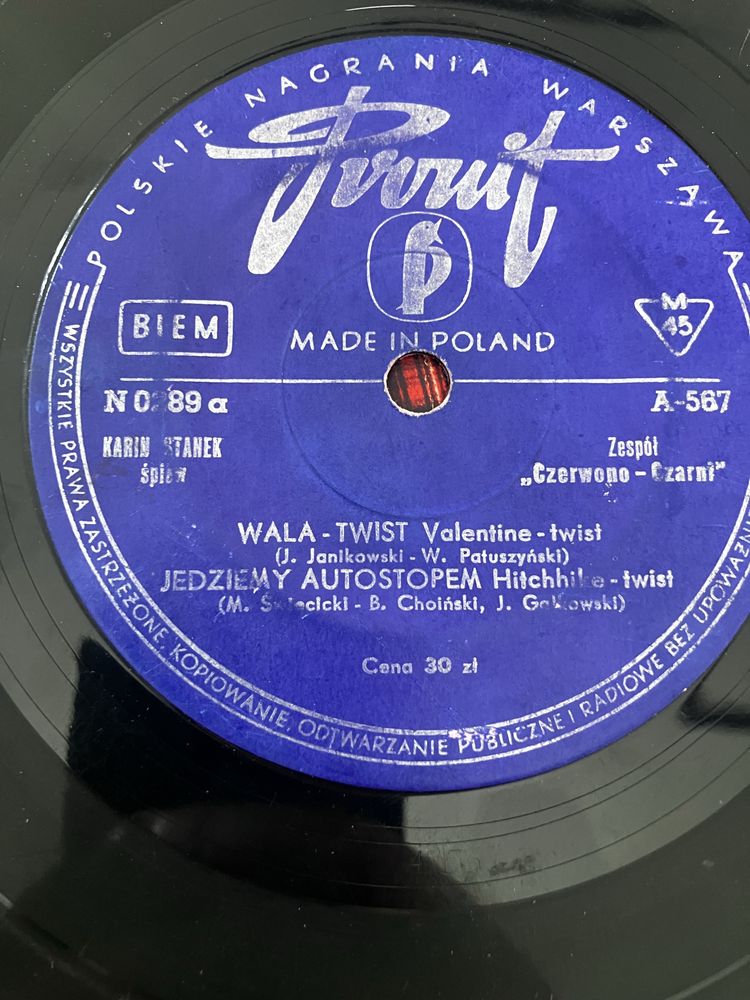 POLSKIE NAGRANIA WARSZAWA
Pronit
P
BIEM
MADE IN POLAND
M
45
A-567
KARIN STANEK
śpiew
Zespół
„Czerwono-Czarni”
WALA-TWIST Valentine-twist
(J. Janikowski - W. Patuszyński)
JEDZIEMY AUTOSTOPEM Hitchhike-twist
(M. Święcicki - B. Choiński, J. Gałkowski)
Cena 30 zł
WSZYSTKIE PRAWA ZASTRZEŻONE, KOPIOWANIE, ODTWARZANIE PUBLICZNE I RADIOWE BEZ